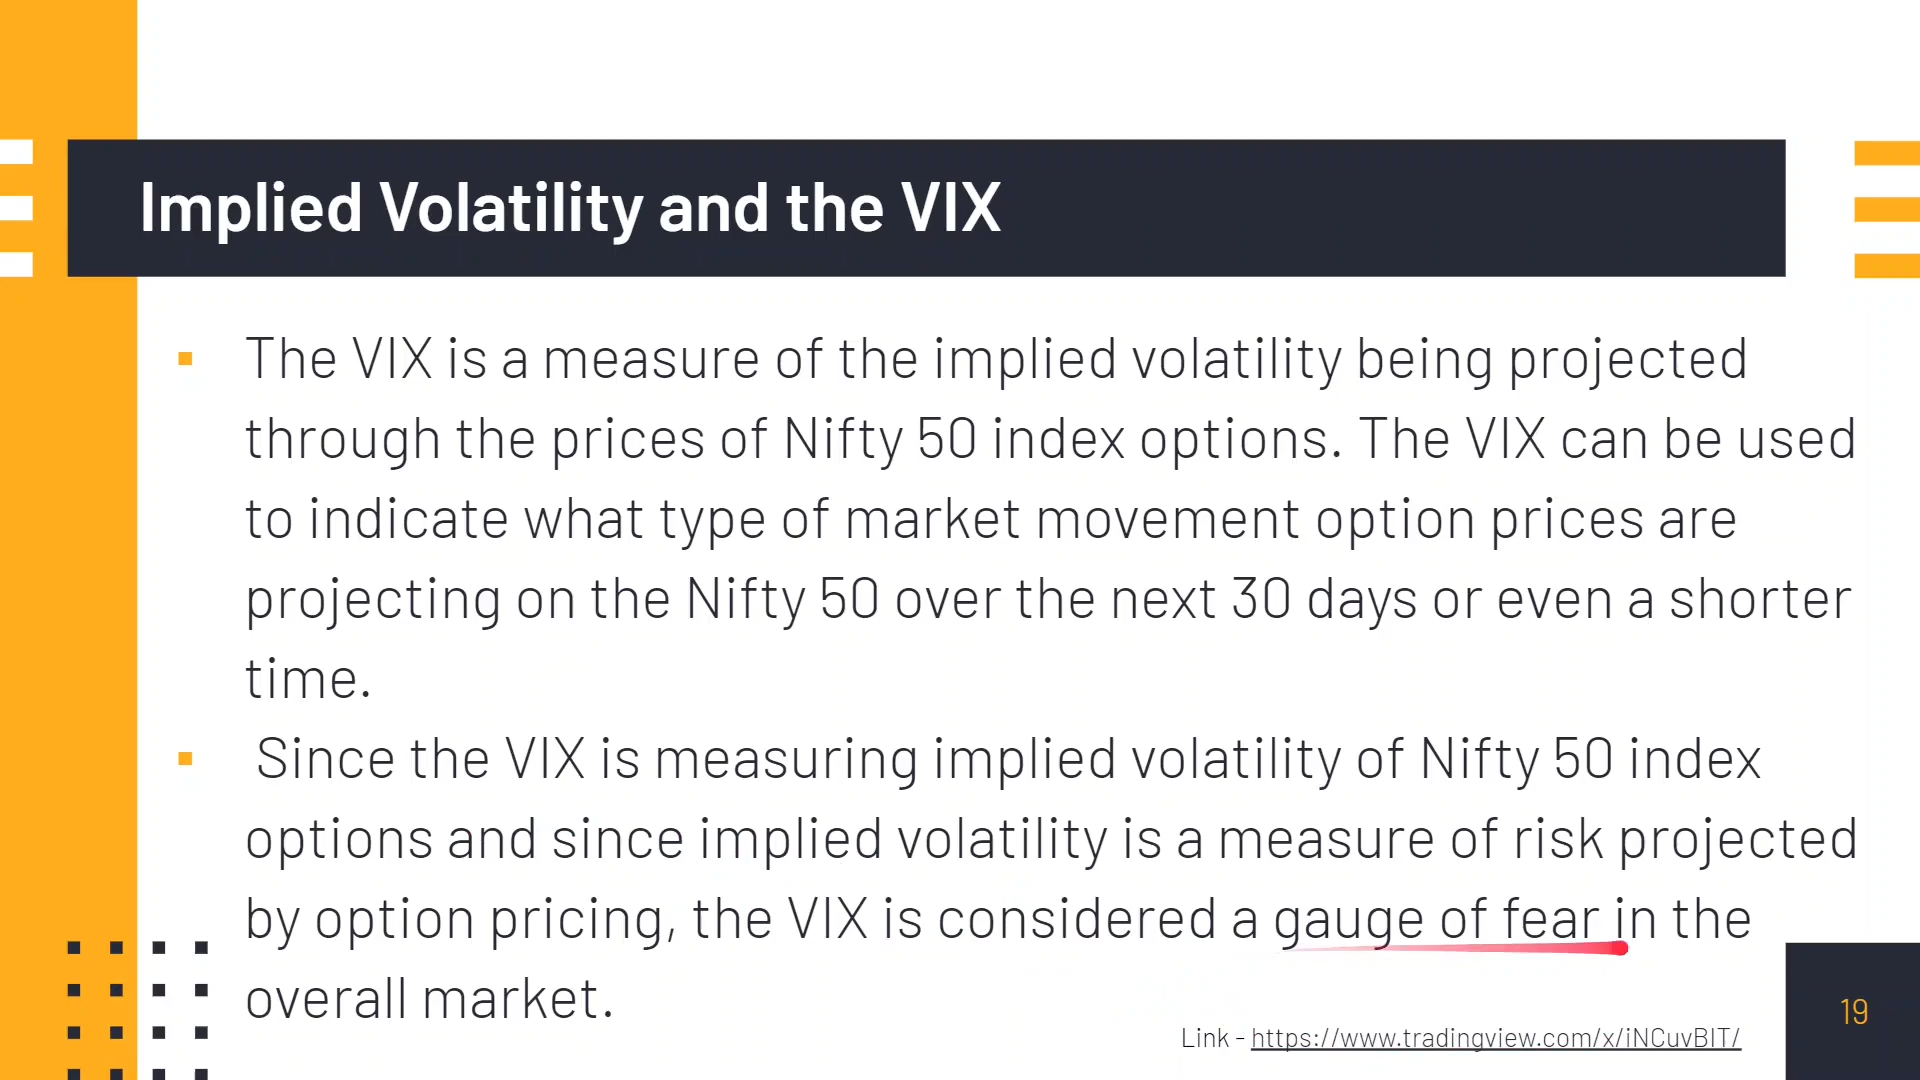 Implied Volatility and the VIX
The VIX is a measure of the implied volatility being projected
through the prices of Nifty 50 index options. The VIX can be used
to indicate what type of market movement option prices are
projecting on the Nifty 50 over the next 30 days or even a shorter
time.
Since the VIX is measuring implied volatility of Nifty 50 index
options and since implied volatility is a measure of risk projected
by option pricing, the VIX is considered a gauge of fear in the
overall market.
Link - https://www.tradingview.com/x/iNCuvBIT/
19